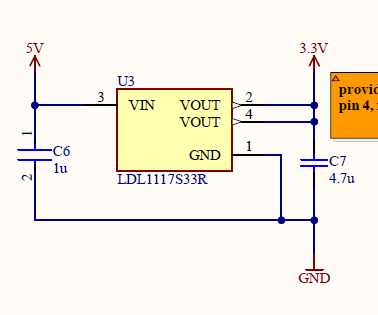 5V
3.3V
U3
provid
pin 4, r
3
VIN
VOUT
2
VOUT
4
GND
1
1
C6
1u
2
C7
4.7u
LDL1117S33R
GND